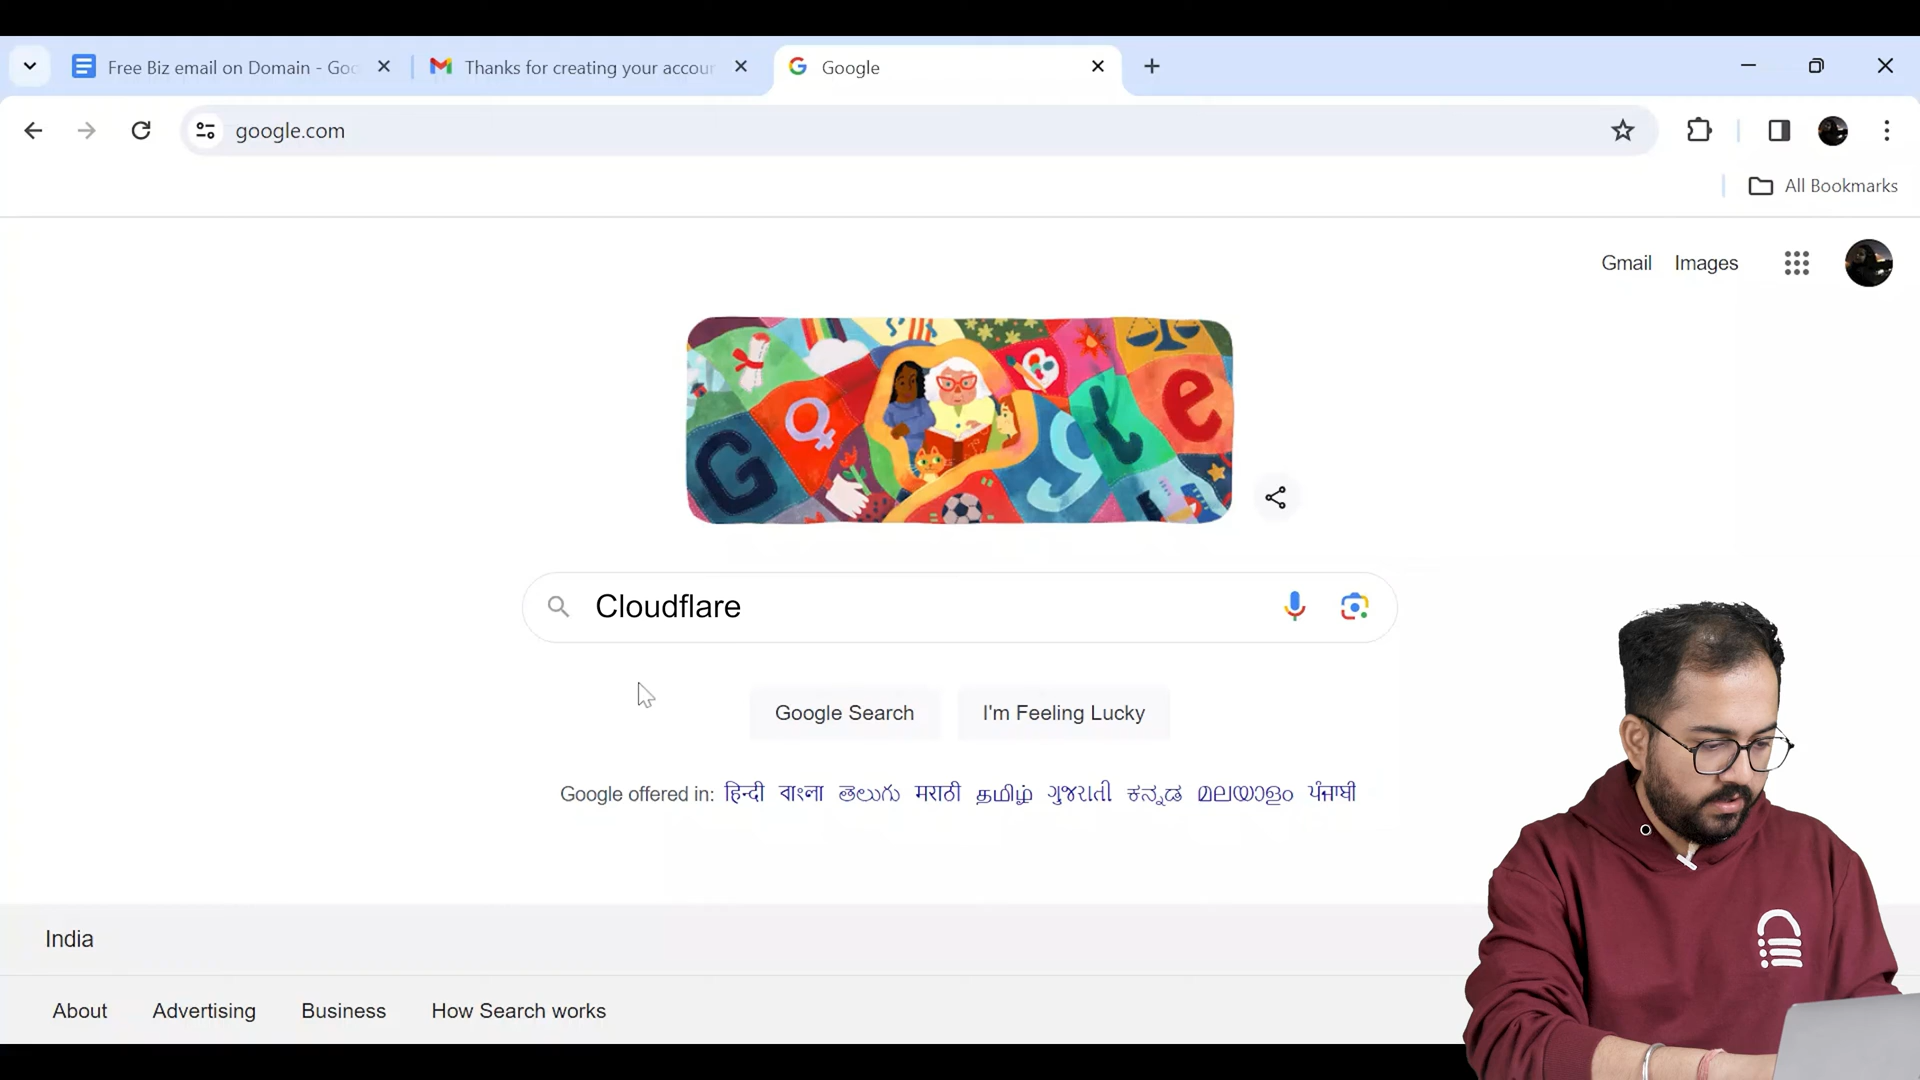 Free Biz email on Domain - Goo
Thanks for creating your accour
Google
google.com
All Bookmarks
Gmail
Images
G
g
l
e
Cloudflare
Google Search
I'm Feeling Lucky
Google offered in: हिन्दी বাংলা తెలుగు मराठी தமிழ் ગુજરાતી ಕನ್ನಡ മലയാളം ਪੰਜਾਬੀ
India
About
Advertising
Business
How Search works